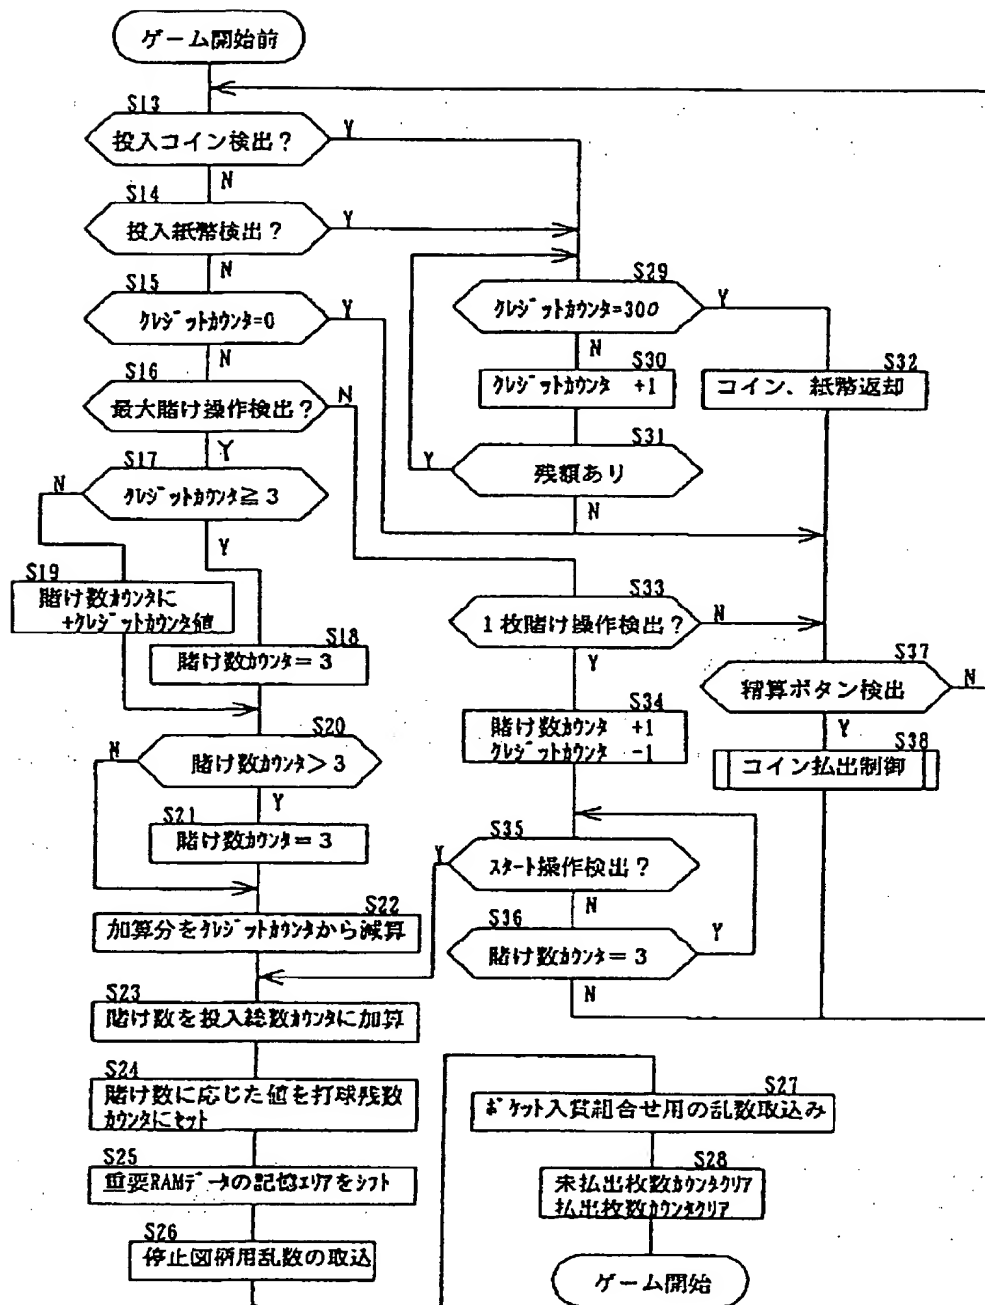 ゲーム開始前
S13
投入コイン検出?
Y
N
S14
投入紙幣検出?
Y
N
S15
クレジットカウンタ=0
Y
N
S16
最大賭け操作検出?
N
Y
S17
クレジットカウンタ≧3
N
Y
S19
賭け数カウンタに
+クレジットカウンタ値
S18
賭け数カウンタ=3
S20
賭け数カウンタ>3
N
Y
S21
賭け数カウンタ=3
S22
加算分をクレジットカウンタから減算
S23
賭け数を投入総数カウンタに加算
S24
賭け数に応じた値を打球残数
カウンタにセット
S25
重要RAMデータの記憶エリアをシフト
S26
停止図柄用乱数の取込
S29
クレジットカウンタ=300
Y
N
S30
クレジットカウンタ +1
S31
残額あり
Y
N
S32
コイン、紙幣返却
S33
1枚賭け操作検出?
N
Y
S34
賭け数カウンタ +1
クレジットカウンタ -1
S35
スタート操作検出?
Y
N
S36
賭け数カウンタ=3
Y
N
S37
精算ボタン検出
N
Y
S38
コイン払出制御
S27
ポケット入賞組合せ用の乱数取込み
S28
未払出枚数カウンタクリア
払出枚数カウンタクリア
ゲーム開始